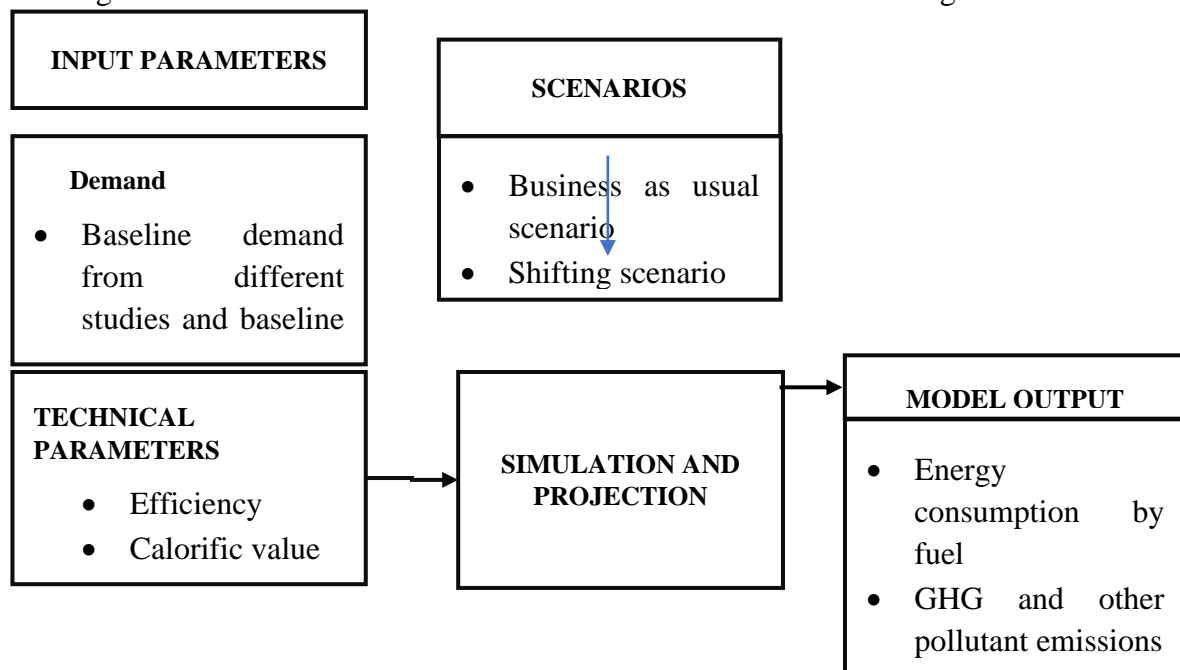 INPUT PARAMETERS
Demand
• Baseline demand
from different
studies and baseline
TECHNICAL
PARAMETERS
• Efficiency
• Calorific value
SCENARIOS
• Business as usual
scenario
• Shifting scenario
SIMULATION AND
PROJECTION
MODEL OUTPUT
• Energy
consumption by
fuel
• GHG and other
pollutant emissions